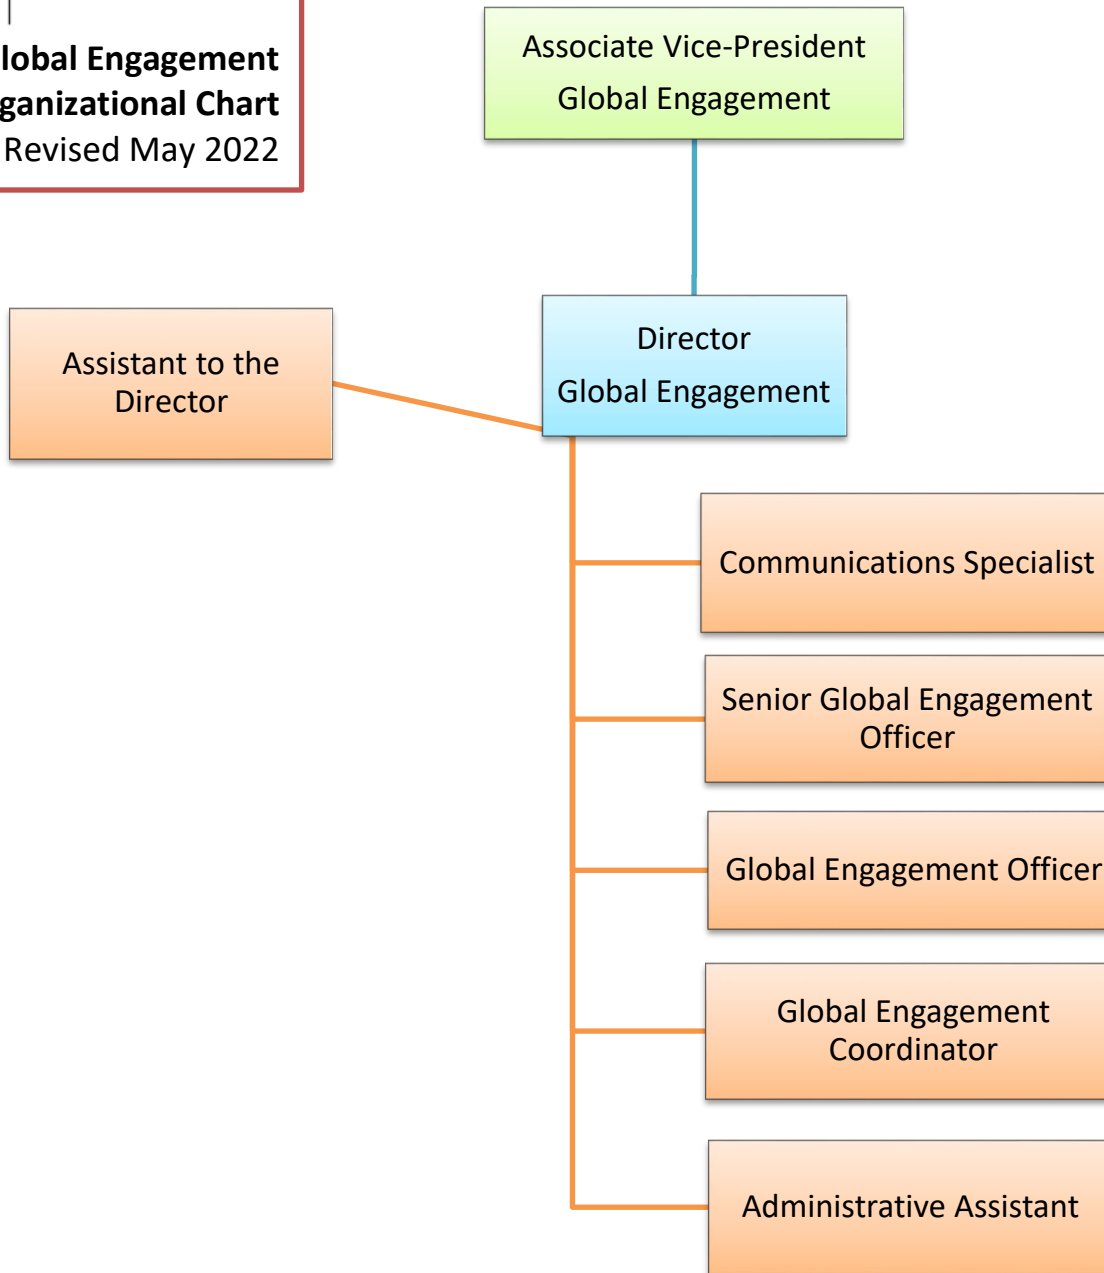 lobal Engagement
ganizational Chart
Revised May 2022
Associate Vice-President
Global Engagement
Director
Global Engagement
Assistant to the
Director
Communications Specialist
Senior Global Engagement
Officer
Global Engagement Officer
Global Engagement
Coordinator
Administrative Assistant